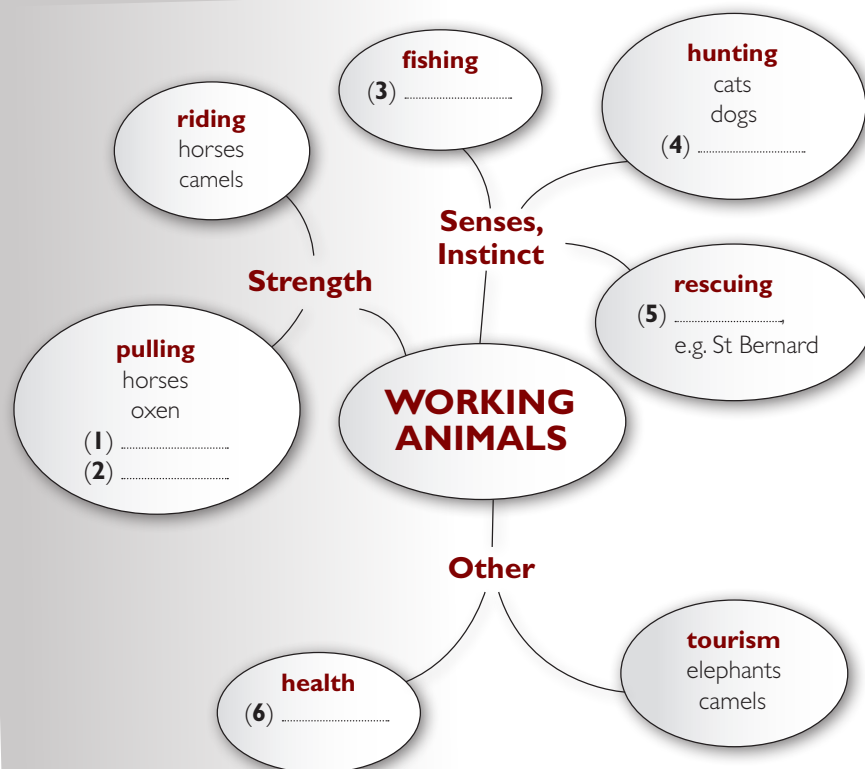 fishing
(3) ..............................
hunting
cats
dogs
(4) ..............................
riding
horses
camels
Senses,
Instinct
Strength
rescuing
(5) ..............................,
e.g. St Bernard
pulling
horses
oxen
(1) ..............................
(2) ..............................
WORKING
ANIMALS
Other
health
(6) ..............................
tourism
elephants
camels